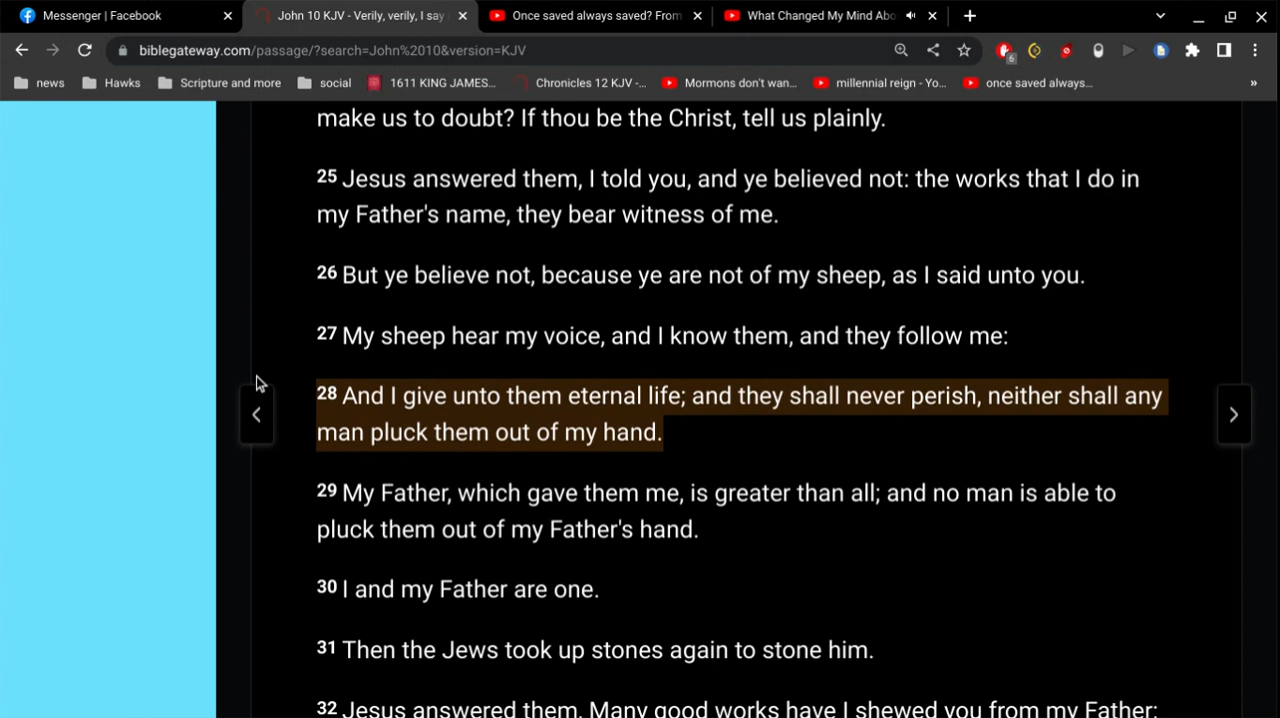 Messenger | Facebook
John 10 KJV - Verily, verily, I say
Once saved always saved? From
What Changed My Mind Abo
biblegateway.com/passage/?search=John%2010&version=KJV
6
news
Hawks
Scripture and more
social
1611 KING JAMES...
Chronicles 12 KJV -...
Mormons don't wan...
millennial reign - Yo...
once saved always...
»
make us to doubt? If thou be the Christ, tell us plainly.
25 Jesus answered them, I told you, and ye believed not: the works that I do in
my Father's name, they bear witness of me.
26 But ye believe not, because ye are not of my sheep, as I said unto you.
27 My sheep hear my voice, and I know them, and they follow me:
28 And I give unto them eternal life; and they shall never perish, neither shall any
man pluck them out of my hand.
29 My Father, which gave them me, is greater than all; and no man is able to
pluck them out of my Father's hand.
30 I and my Father are one.
31 Then the Jews took up stones again to stone him.
32 Jesus answered them, Many good works have I shewed you from my Father;